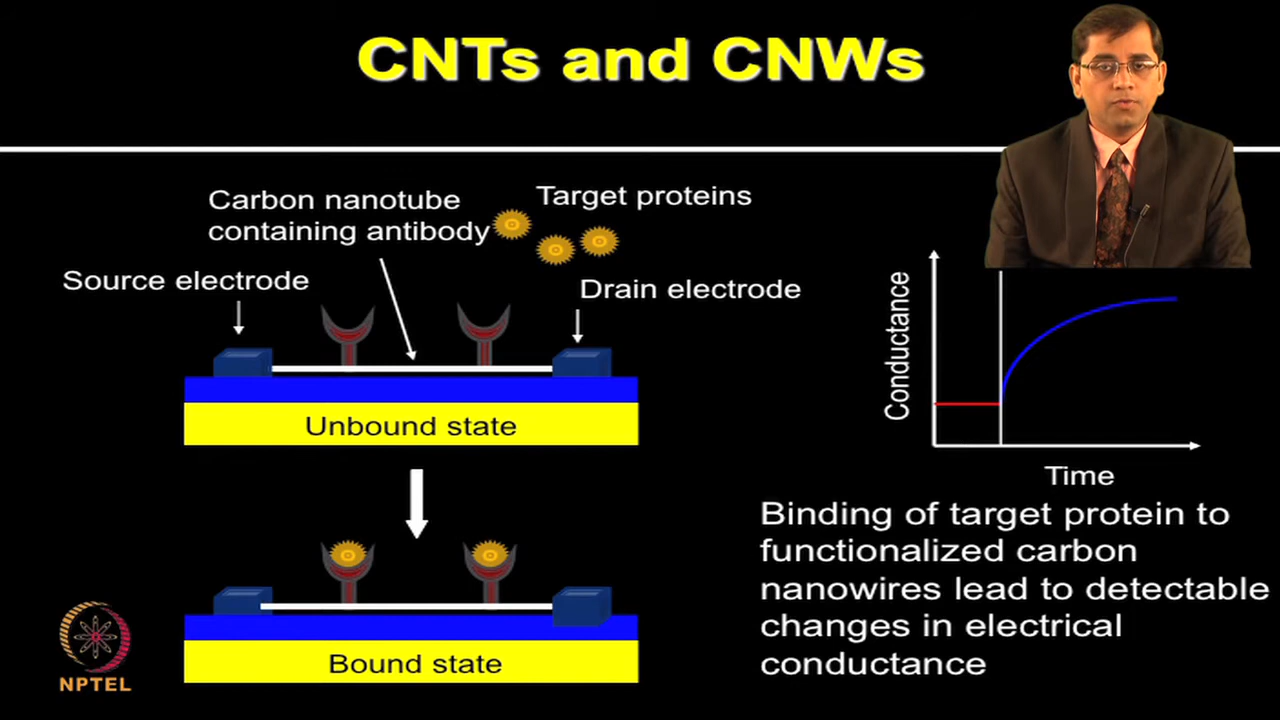 CNTs and CNWs
Carbon nanotube
containing antibody
Target proteins
Source electrode
Drain electrode
Unbound state
Bound state
Conductance
Time
Binding of target protein to
functionalized carbon
nanowires lead to detectable
changes in electrical
conductance
NPTEL